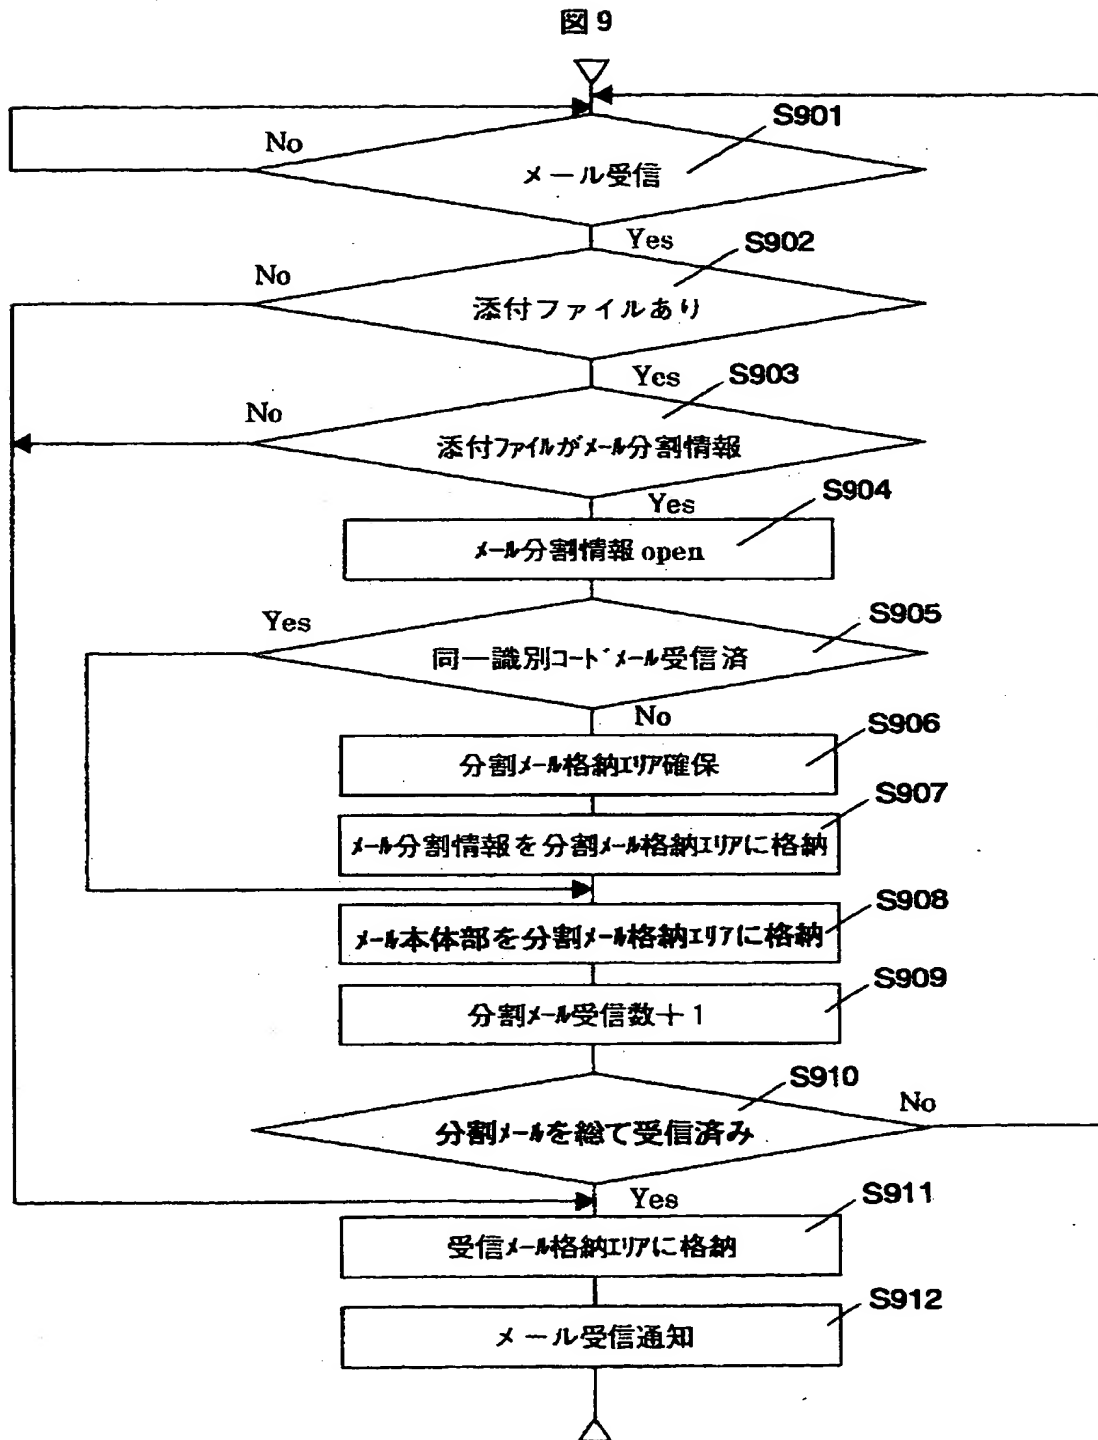 図9
S901
No
メール受信
Yes
S902
No
添付ファイルあり
Yes
S903
No
添付ファイルがメール分割情報
Yes
S904
メール分割情報open
Yes
S905
同一識別コードメール受信済
No
S906
分割メール格納エリア確保
S907
メール分割情報を分割メール格納エリアに格納
S908
メール本体部を分割メール格納エリアに格納
S909
分割メール受信数+1
S910
No
分割メールを総て受信済み
Yes
S911
受信メール格納エリアに格納
S912
メール受信通知